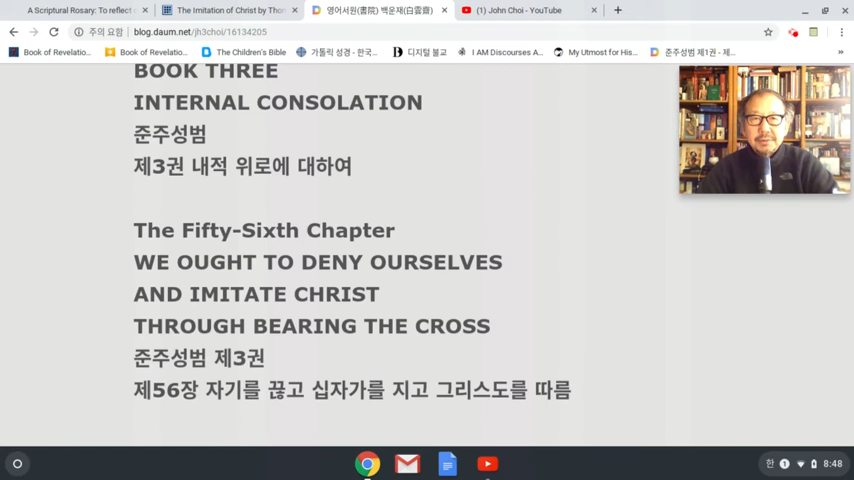 A Scriptural Rosary: To reflect
The Imitation of Christ by Thom
영어서원(書院) 백운재(白雲齋)
(1) John Choi - YouTube
주의 요함
blog.daum.net/jh3choi/16134205
Book of Revelatio...
Book of Revelatio...
The Children's Bible
가톨릭 성경 - 한국...
디지털 불교
I AM Discourses A...
My Utmost for His...
준주성범 제1권 - 제...
BOOK THREE
INTERNAL CONSOLATION
준주성범
제3권 내적 위로에 대하여
The Fifty-Sixth Chapter
WE OUGHT TO DENY OURSELVES
AND IMITATE CHRIST
THROUGH BEARING THE CROSS
준주성범 제3권
제56장 자기를 끊고 십자가를 지고 그리스도를 따름
한
1
8:48